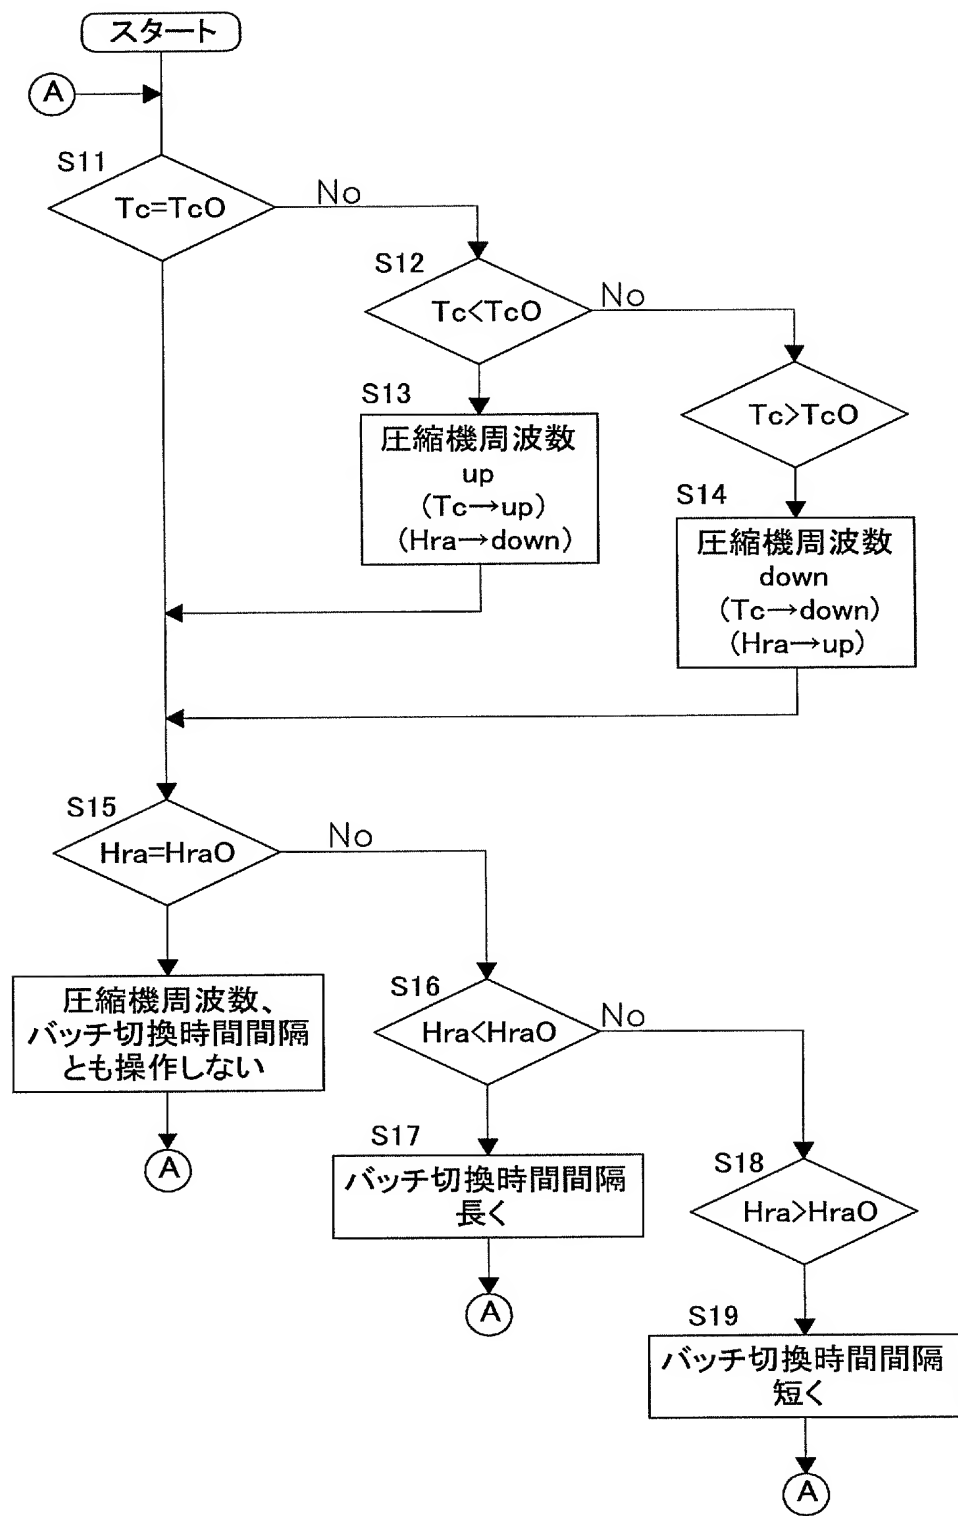 スタート
A
S11
Tc=TcO
No
S12
Tc<TcO
No
Tc>TcO
S13
圧縮機周波数
up
(Tc→up)
(Hra→down)
S14
圧縮機周波数
down
(Tc→down)
(Hra→up)
S15
Hra=HraO
No
圧縮機周波数、
バッチ切換時間間隔
とも操作しない
A
S16
Hra<HraO
No
S17
バッチ切換時間間隔
長く
A
S18
Hra>HraO
S19
バッチ切換時間間隔
短く
A